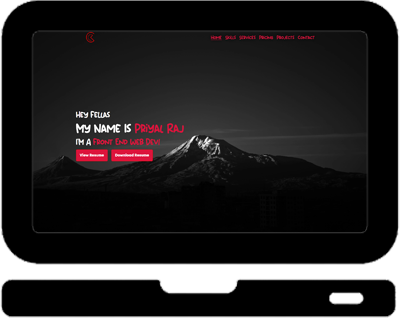 Home Skills Services Promo Projects Contact
Hey Fellas
My Name is Priyal Raj
I'm a Front End Web Dev|
View Resume Download Resume